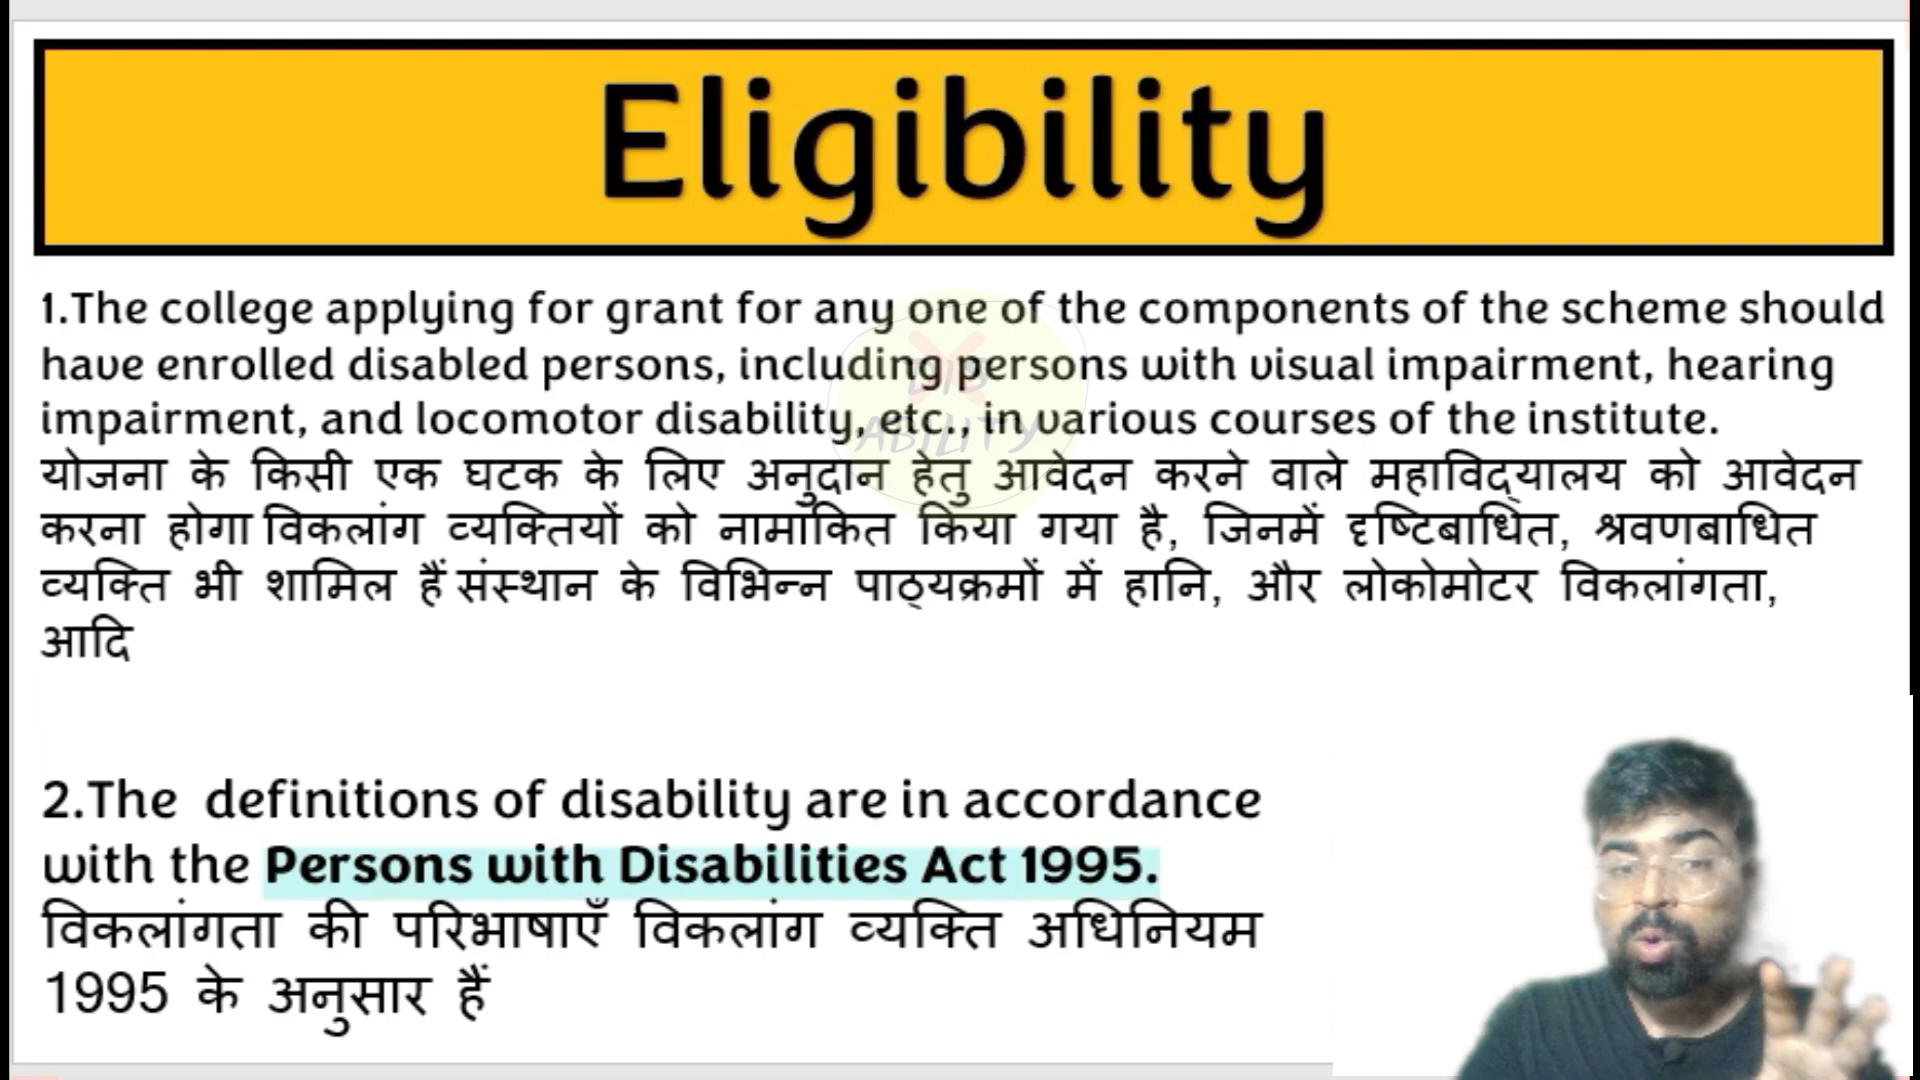 Eligibility
1.The college applying for grant for any one of the components of the scheme should
have enrolled disabled persons, including persons with visual impairment, hearing
impairment, and locomotor disability, etc., in various courses of the institute.
योजना के किसी एक घटक के लिए अनुदान हेतु आवेदन करने वाले महाविद्यालय को आवेदन
करना होगा विकलांग व्यक्तियों को नामांकित किया गया है, जिनमें दृष्टिबाधित, श्रवणबाधित
व्यक्ति भी शामिल हैं संस्थान के विभिन्न पाठ्यक्रमों में हानि, और लोकोमोटर विकलांगता,
आदि
DIS
ABILITY
2.The definitions of disability are in accordance
with the Persons with Disabilities Act 1995.
विकलांगता की परिभाषाएँ विकलांग व्यक्ति अधिनियम
1995 के अनुसार हैं